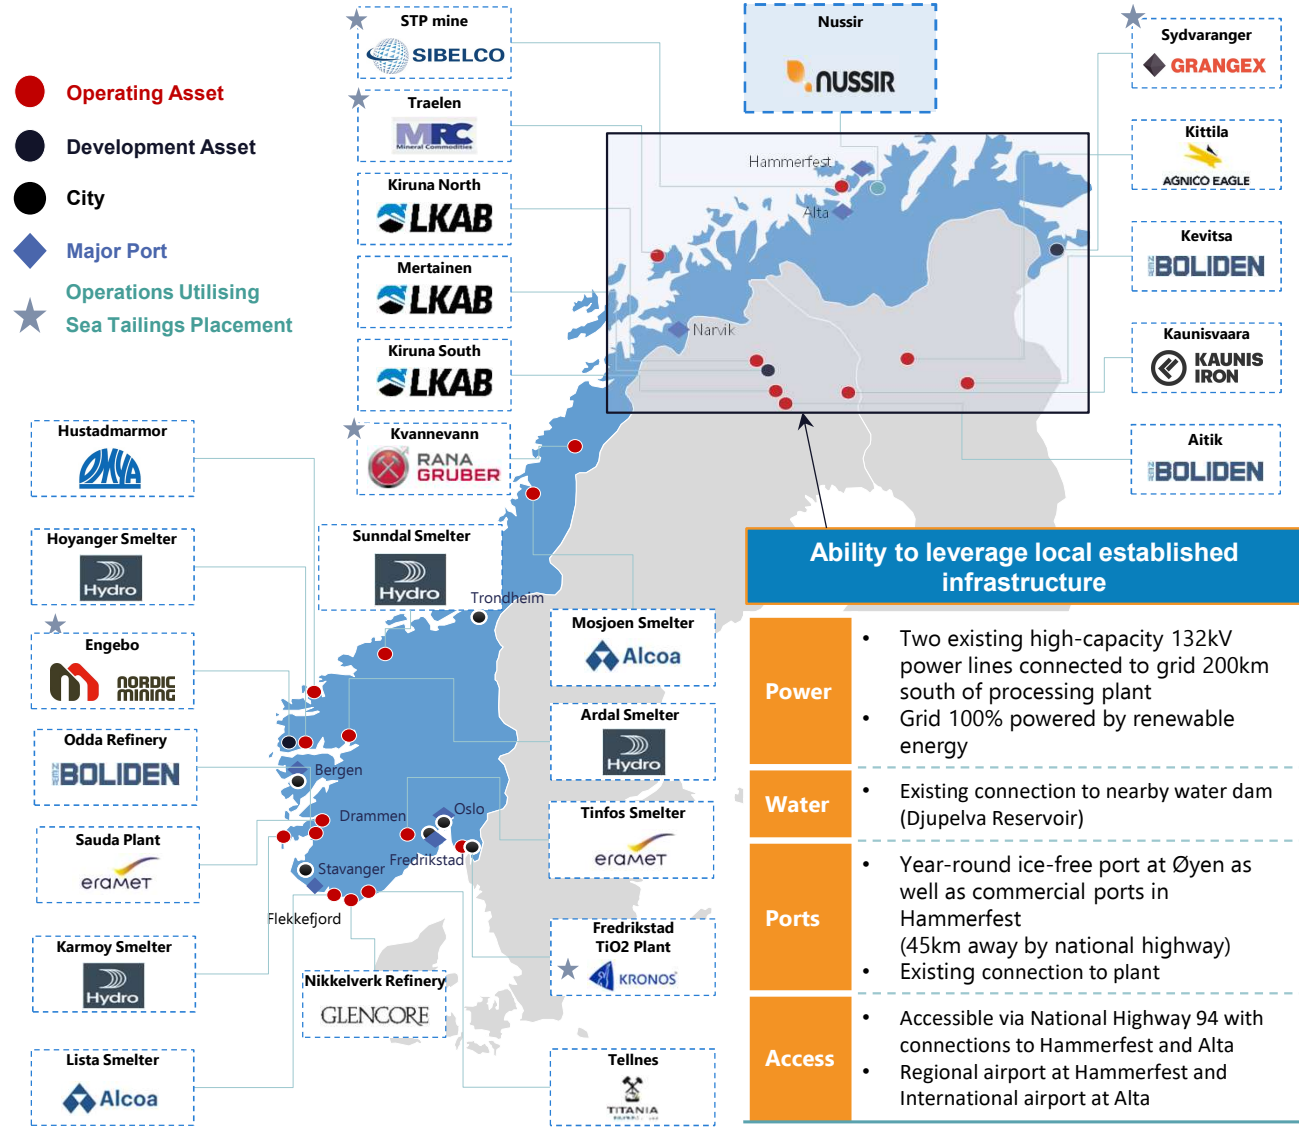 Operating Asset
Development Asset
City
Major Port
Operations Utilising
Sea Tailings Placement
STP mine
SIBELCO
Traelen
MRC
Mineral Commodities
Kiruna North
LKAB
Mertainen
LKAB
Kiruna South
LKAB
Kvannevann
RANA
GRUBER
Nussir
NUSSIR
Sydvaranger
GRANGEX
Kittila
AGNICO EAGLE
Kevitsa
BOLIDEN
Kaunisvaara
KAUNIS
IRON
Aitik
BOLIDEN
Hammerfest
Alta
Narvik
Hustadmarmor
OMYA
Hoyanger Smelter
Hydro
Engebo
NORDIC
MINING
Odda Refinery
BOLIDEN
Sauda Plant
eramet
Karmoy Smelter
Hydro
Lista Smelter
Alcoa
Sunndal Smelter
Hydro
Trondheim
Bergen
Drammen
Oslo
Fredrikstad
Stavanger
Flekkefjord
Nikkelverk Refinery
GLENCORE
Mosjoen Smelter
Alcoa
Ardal Smelter
Hydro
Tinfos Smelter
eramet
Fredrikstad
TiO2 Plant
KRONOS
Tellnes
TITANIA
Ability to leverage local established
infrastructure
Power
• Two existing high-capacity 132kV
power lines connected to grid 200km
south of processing plant
• Grid 100% powered by renewable
energy
Water
• Existing connection to nearby water dam
(Djupelva Reservoir)
Ports
• Year-round ice-free port at Øyen as
well as commercial ports in
Hammerfest
(45km away by national highway)
• Existing connection to plant
Access
• Accessible via National Highway 94 with
connections to Hammerfest and Alta
• Regional airport at Hammerfest and
International airport at Alta